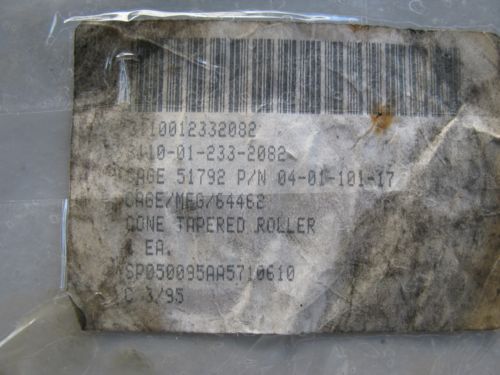 3110012332082
3110-01-233-2082
CAGE 51792 P/N 04-01-101-17
CAGE/MFG/64462
CONE TAPERED ROLLER
1 EA.
SP050095AA5710610
C 3/95